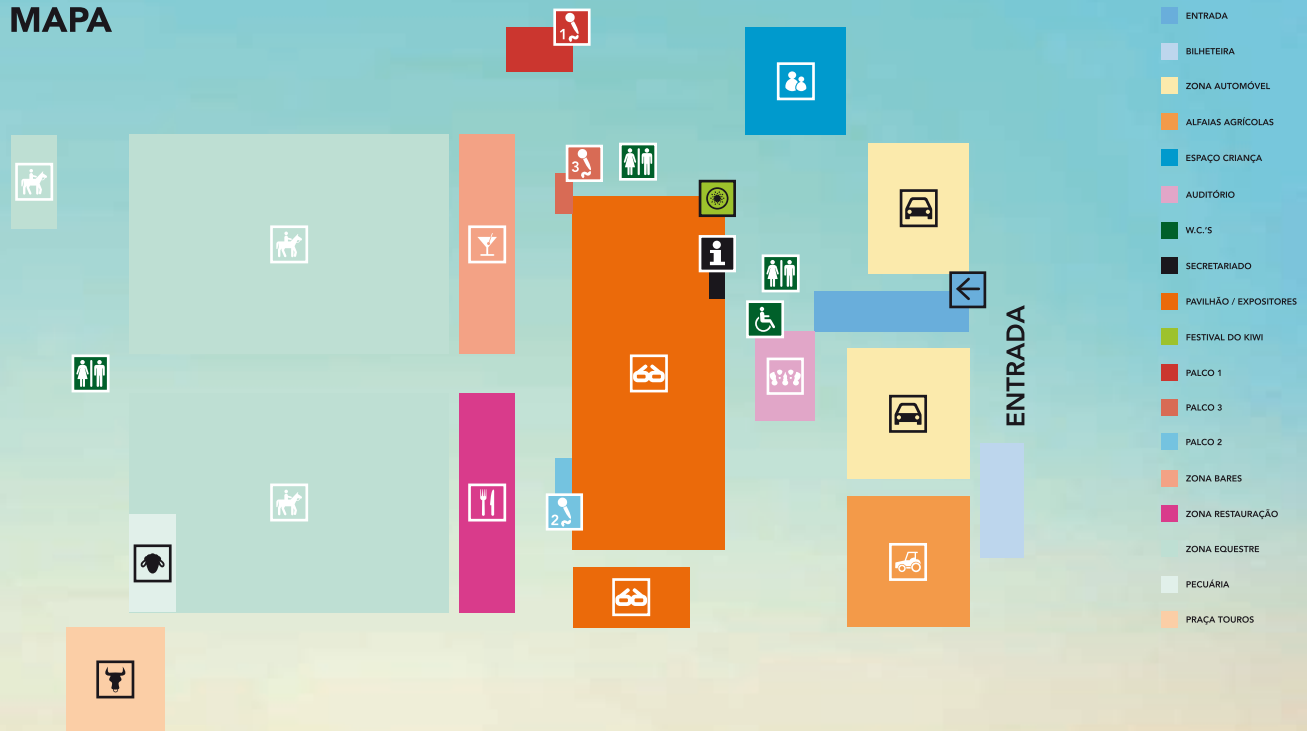 MAPA
1
3
2
ENTRADA
ENTRADA
BILHETEIRA
ZONA AUTOMÓVEL
ALFAIAS AGRÍCOLAS
ESPAÇO CRIANÇA
AUDITÓRIO
W.C.'S
SECRETARIADO
PAVILHÃO / EXPOSITORES
FESTIVAL DO KIWI
PALCO 1
PALCO 3
PALCO 2
ZONA BARES
ZONA RESTAURAÇÃO
ZONA EQUESTRE
PECUÁRIA
PRAÇA TOUROS